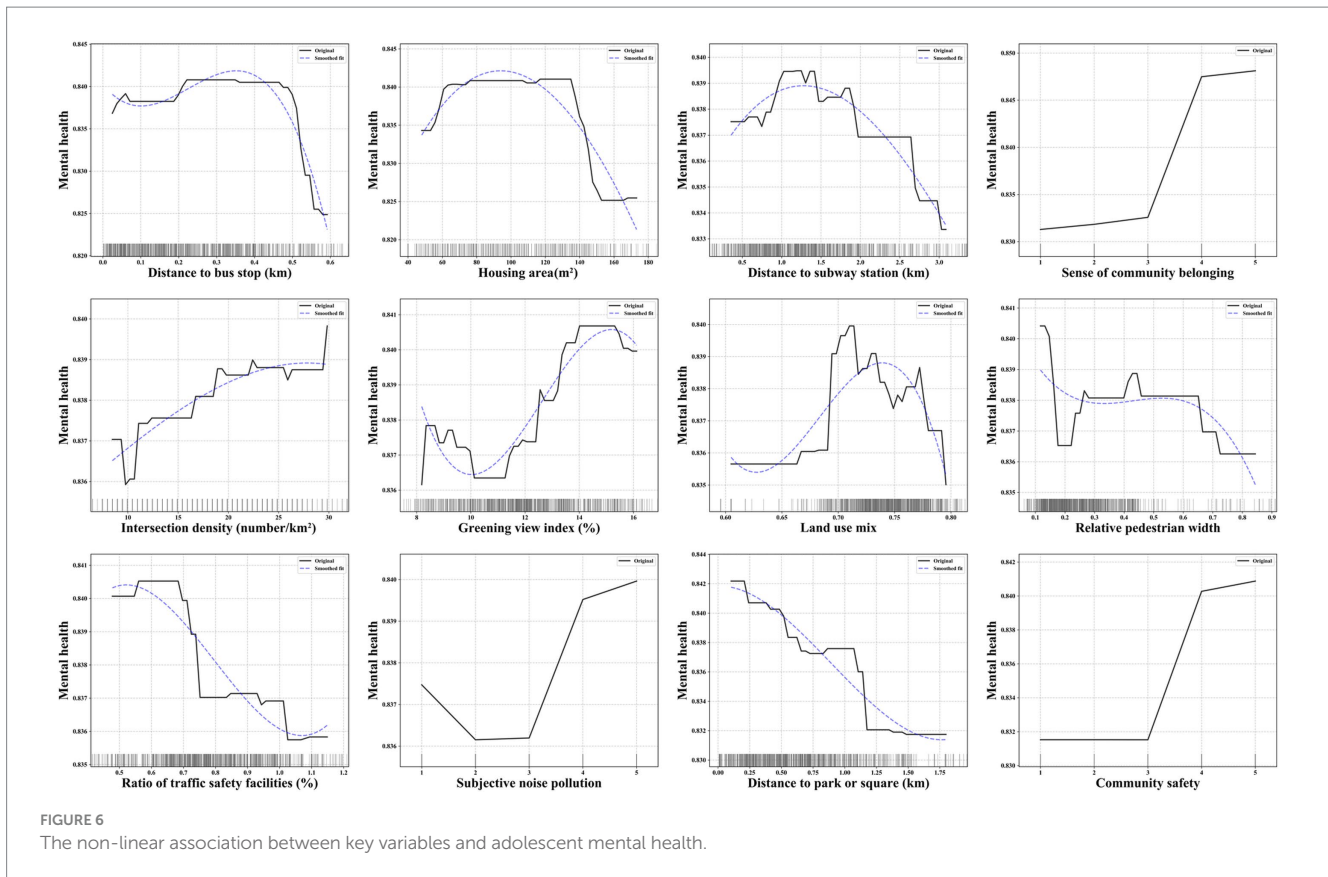 Original
Smoothed fit
Mental health
0.845
0.840
0.835
0.830
0.825
0.820
0.0 0.1 0.2 0.3 0.4 0.5 0.6
Distance to bus stop (km)
Original
Smoothed fit
Mental health
0.845
0.840
0.835
0.830
0.825
0.820
40 60 80 100 120 140 160 180
Housing area(m²)
Original
Smoothed fit
Mental health
0.840
0.839
0.838
0.837
0.836
0.835
0.834
0.833
0.5 1.0 1.5 2.0 2.5 3.0
Distance to subway station (km)
Original
Mental health
0.850
0.845
0.840
0.835
0.830
1 2 3 4 5
Sense of community belonging
Original
Smoothed fit
Mental health
0.840
0.839
0.838
0.837
0.836
10 15 20 25 30
Intersection density (number/km²)
Original
Smoothed fit
Mental health
0.841
0.840
0.839
0.838
0.837
0.836
8 10 12 14 16
Greening view index (%)
Original
Smoothed fit
Mental health
0.840
0.839
0.838
0.837
0.836
0.835
0.60 0.65 0.70 0.75 0.80
Land use mix
Original
Smoothed fit
Mental health
0.841
0.840
0.839
0.838
0.837
0.836
0.835
0.1 0.2 0.3 0.4 0.5 0.6 0.7 0.8 0.9
Relative pedestrian width
Original
Smoothed fit
Mental health
0.841
0.840
0.839
0.838
0.837
0.836
0.835
0.5 0.6 0.7 0.8 0.9 1.0 1.1 1.2
Ratio of traffic safety facilities (%)
Original
Mental health
0.840
0.839
0.838
0.837
0.836
1 2 3 4 5
Subjective noise pollution
Original
Smoothed fit
Mental health
0.844
0.842
0.840
0.838
0.836
0.834
0.832
0.830
0.00 0.25 0.50 0.75 1.00 1.25 1.50 1.75
Distance to park or square (km)
Original
Mental health
0.842
0.840
0.838
0.836
0.834
0.832
0.830
1 2 3 4 5
Community safety
FIGURE 6
The non-linear association between key variables and adolescent mental health.